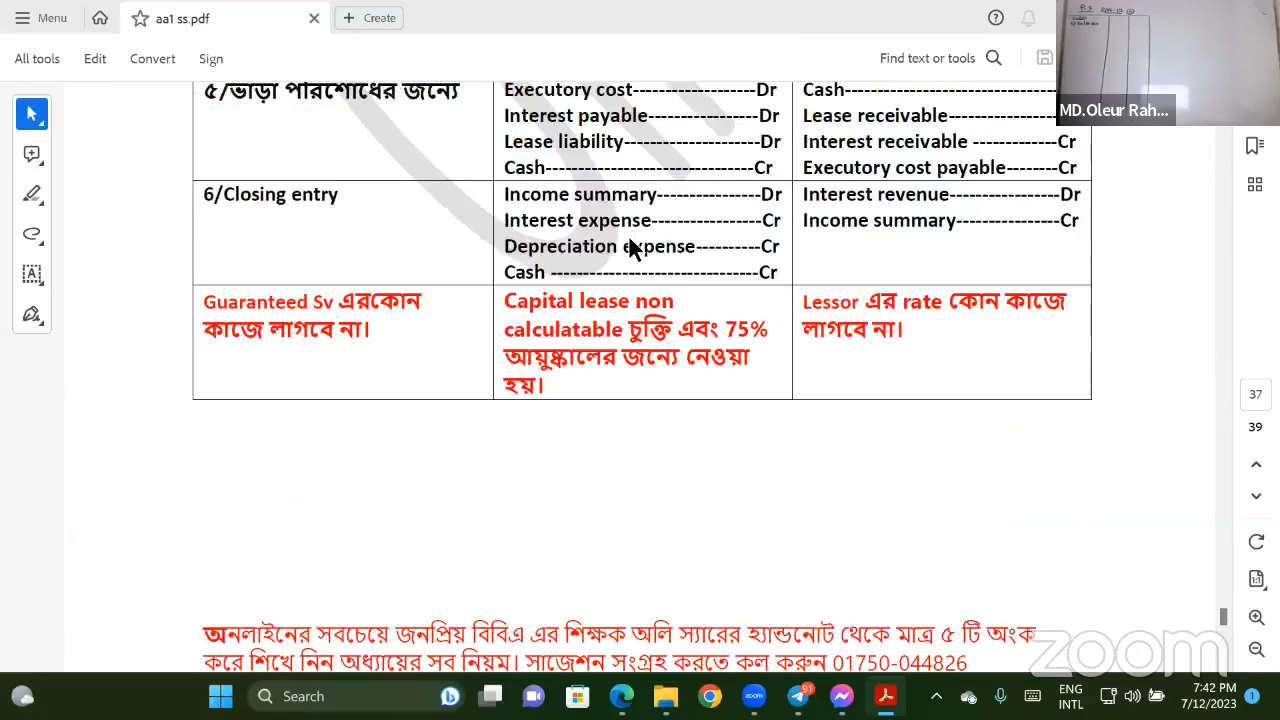 Menu
aa1 ss.pdf
Create
All tools
Edit
Convert
Sign
Find text or tools
MD.Oleur Rah...
৫/ভাড়া পারশোধের জন্যে
Executory cost-------------------Dr
Interest payable-----------------Dr
Lease liability---------------------Dr
Cash--------------------------------Cr
Cash--------------------------------
Lease receivable----------------
Interest receivable -------------Cr
Executory cost payable--------Cr
6/Closing entry
Income summary----------------Dr
Interest expense-----------------Cr
Depreciation expense----------Cr
Cash --------------------------------Cr
Interest revenue-----------------Dr
Income summary----------------Cr
Guaranteed Sv এরকোন
কাজে লাগবে না।
Capital lease non
calculatable চুক্তি এবং 75%
আয়ুষ্কালের জন্যে নেওয়া
হয়।
Lessor এর rate কোন কাজে
লাগবে না।
37
39
অনলাইনের সবচেয়ে জনপ্রিয় বিবিএ এর শিক্ষক অলি স্যারের হ্যান্ডনোট থেকে মাত্র ৫ টি অংক
করে শিখে নিন অধ্যায়ের সব নিয়ম। সাজেশন সংগ্রহ করতে কল করুন 01750-044826
zoom
Search
zoom
91
ENG
INTL
7:42 PM
7/12/2023
1